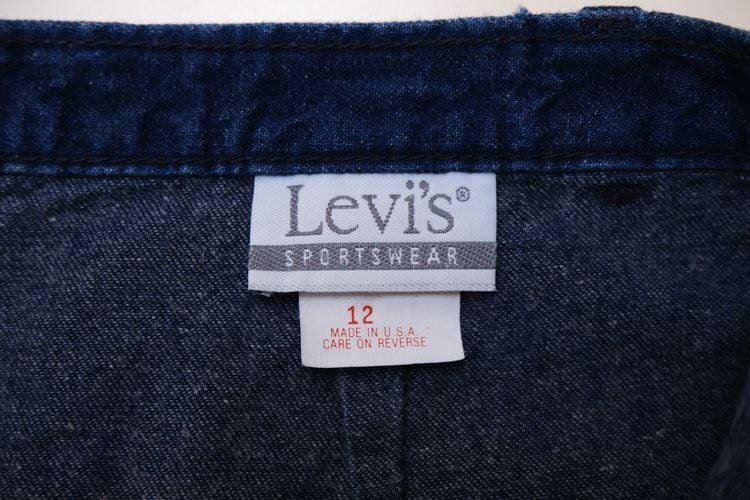 Levi's®
SPORTSWEAR
12
MADE IN U.S.A.
CARE ON REVERSE